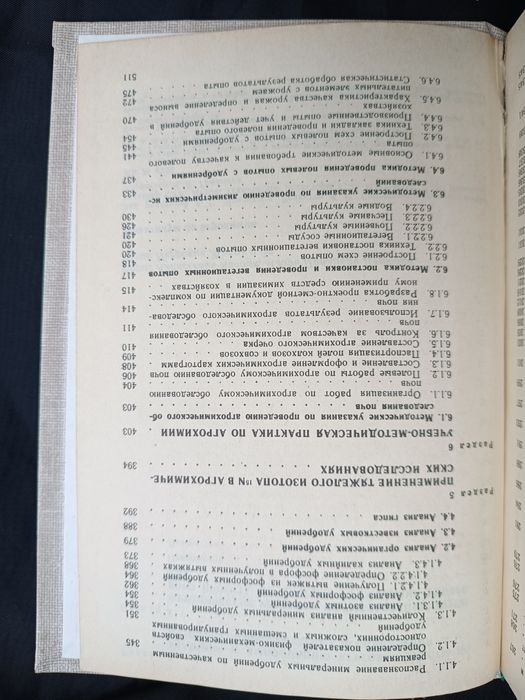 4.1.1. Распознавание минеральных удобрений по качественным
реакциям
4.1.2. Определение показателей физико-механических свойств
односторонних, сложных и смешанных гранулированных
удобрений 345
4.1.3. Количественный анализ минеральных удобрений 351
4.1.3.1. Анализ азотных удобрений 354
4.1.4.2. Анализ фосфорных удобрений 364
4.1.4.2.1. Получение вытяжек из фосфорных удобрений 364
4.1.4.2.2. Определение фосфора в полученных вытяжках 368
4.1.4.3. Анализ калийных удобрений 373
4.2. Анализ органических удобрений 379
4.3. Анализ известковых удобрений 388
4.4. Анализ гипса 392
Раздел 5
ПРИМЕНЕНИЕ ТЯЖЕЛОГО ИЗОТОПА N¹⁵ В АГРОХИМИЧЕ-
СКИХ ИССЛЕДОВАНИЯХ 394
Раздел 6
УЧЕБНО-МЕТОДИЧЕСКАЯ ПРАКТИКА ПО АГРОХИМИИ 403
6.1. Методические указания по проведению агрохимического об-
следования почв 403
6.1.1. Организация работ по агрохимическому обследованию
почв 404
6.1.2. Полевые работы по агрохимическому обследованию почв 406
6.1.3. Составление и оформление агрохимических картограмм 408
6.1.4. Паспортизация полей колхозов и совхозов 409
6.1.5. Составление агрохимического очерка 410
6.1.6. Контроль за качеством агрохимического обследования
почв 411
6.1.7. Использование результатов агрохимического обследова-
ния почв 414
6.1.8. Разработка проектно-сметной документации по комплекс-
ному применению средств химизации в хозяйствах 415
6.2. Методика постановки и проведения вегетационных опытов 417
6.2.1. Построение схем опытов 418
6.2.2. Техника постановки вегетационных опытов 420
6.2.2.1. Вегетационные сосуды 420
6.2.2.2. Почвенные культуры 421
6.2.2.3. Песчаные культуры 426
6.2.2.4. Водные культуры 430
6.3. Методические указания по проведению лизиметрических ис-
следований 433
6.4. Методика проведения полевых опытов с удобрениями 437
6.4.1. Основные методические требования к качеству полевого
опыта 441
6.4.2. Построение схем полевых опытов с удобрениями 445
6.4.3. Техника закладки и проведения полевого опыта 454
6.4.4. Производственные опыты и учет действия удобрений в
хозяйствах 470
6.4.5. Характеристика качества урожая и определение выноса
питательных элементов с урожаем 472
6.4.6. Статистическая обработка результатов опыта 475
511